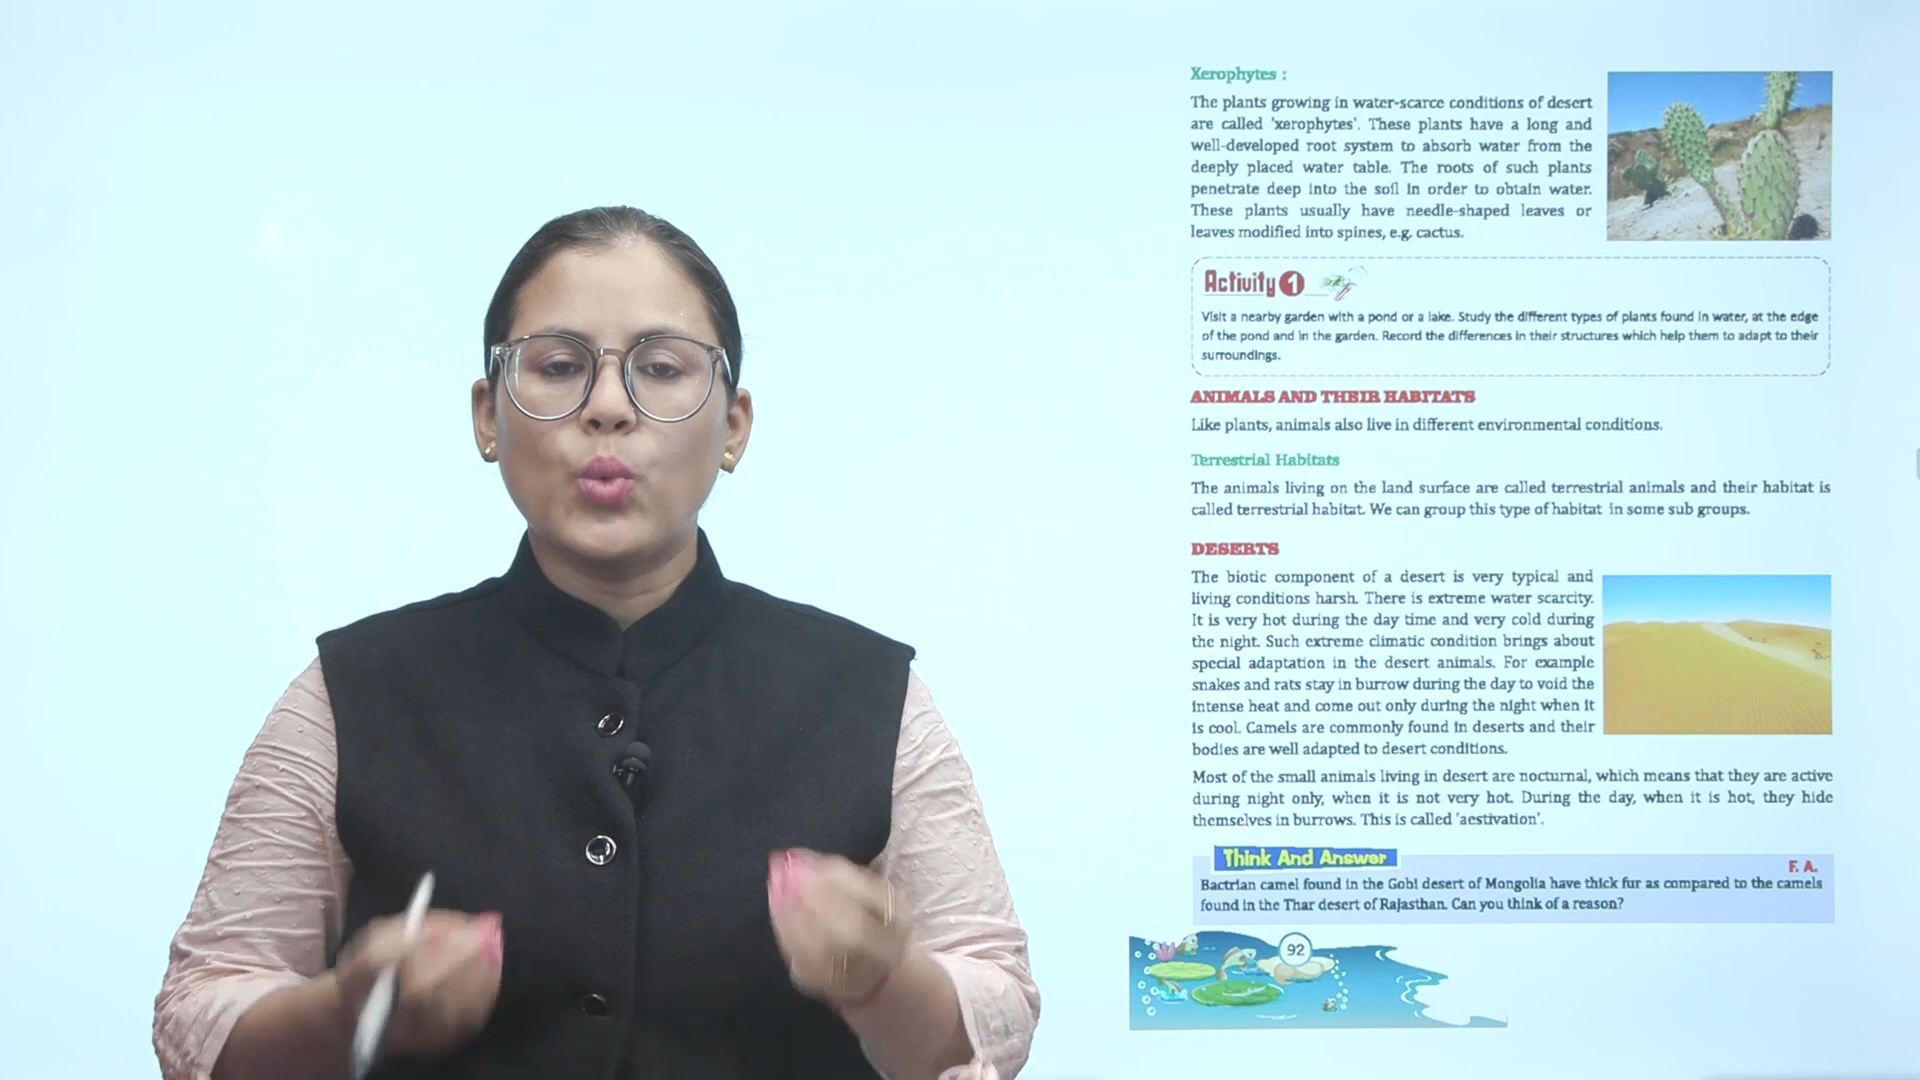 Xerophytes :
The plants growing in water-scarce conditions of desert
are called 'xerophytes'. These plants have a long and
well-developed root system to absorb water from the
deeply placed water table. The roots of such plants
penetrate deep into the soil in order to obtain water.
These plants usually have needle-shaped leaves or
leaves modified into spines, e.g. cactus.
Activity 1
Visit a nearby garden with a pond or a lake. Study the different types of plants found in water, at the edge
of the pond and in the garden. Record the differences in their structures which help them to adapt to their
surroundings.
ANIMALS AND THEIR HABITATS
Like plants, animals also live in different environmental conditions.
Terrestrial Habitats
The animals living on the land surface are called terrestrial animals and their habitat is
called terrestrial habitat. We can group this type of habitat in some sub groups.
DESERTS
The biotic component of a desert is very typical and
living conditions harsh. There is extreme water scarcity.
It is very hot during the day time and very cold during
the night. Such extreme climatic condition brings about
special adaptation in the desert animals. For example
snakes and rats stay in burrow during the day to void the
intense heat and come out only during the night when it
is cool. Camels are commonly found in deserts and their
bodies are well adapted to desert conditions.
Most of the small animals living in desert are nocturnal, which means that they are active
during night only, when it is not very hot. During the day, when it is hot, they hide
themselves in burrows. This is called 'aestivation'.
Think And Answer
F. A.
Bactrian camel found in the Gobi desert of Mongolia have thick fur as compared to the camels
found in the Thar desert of Rajasthan. Can you think of a reason?
92